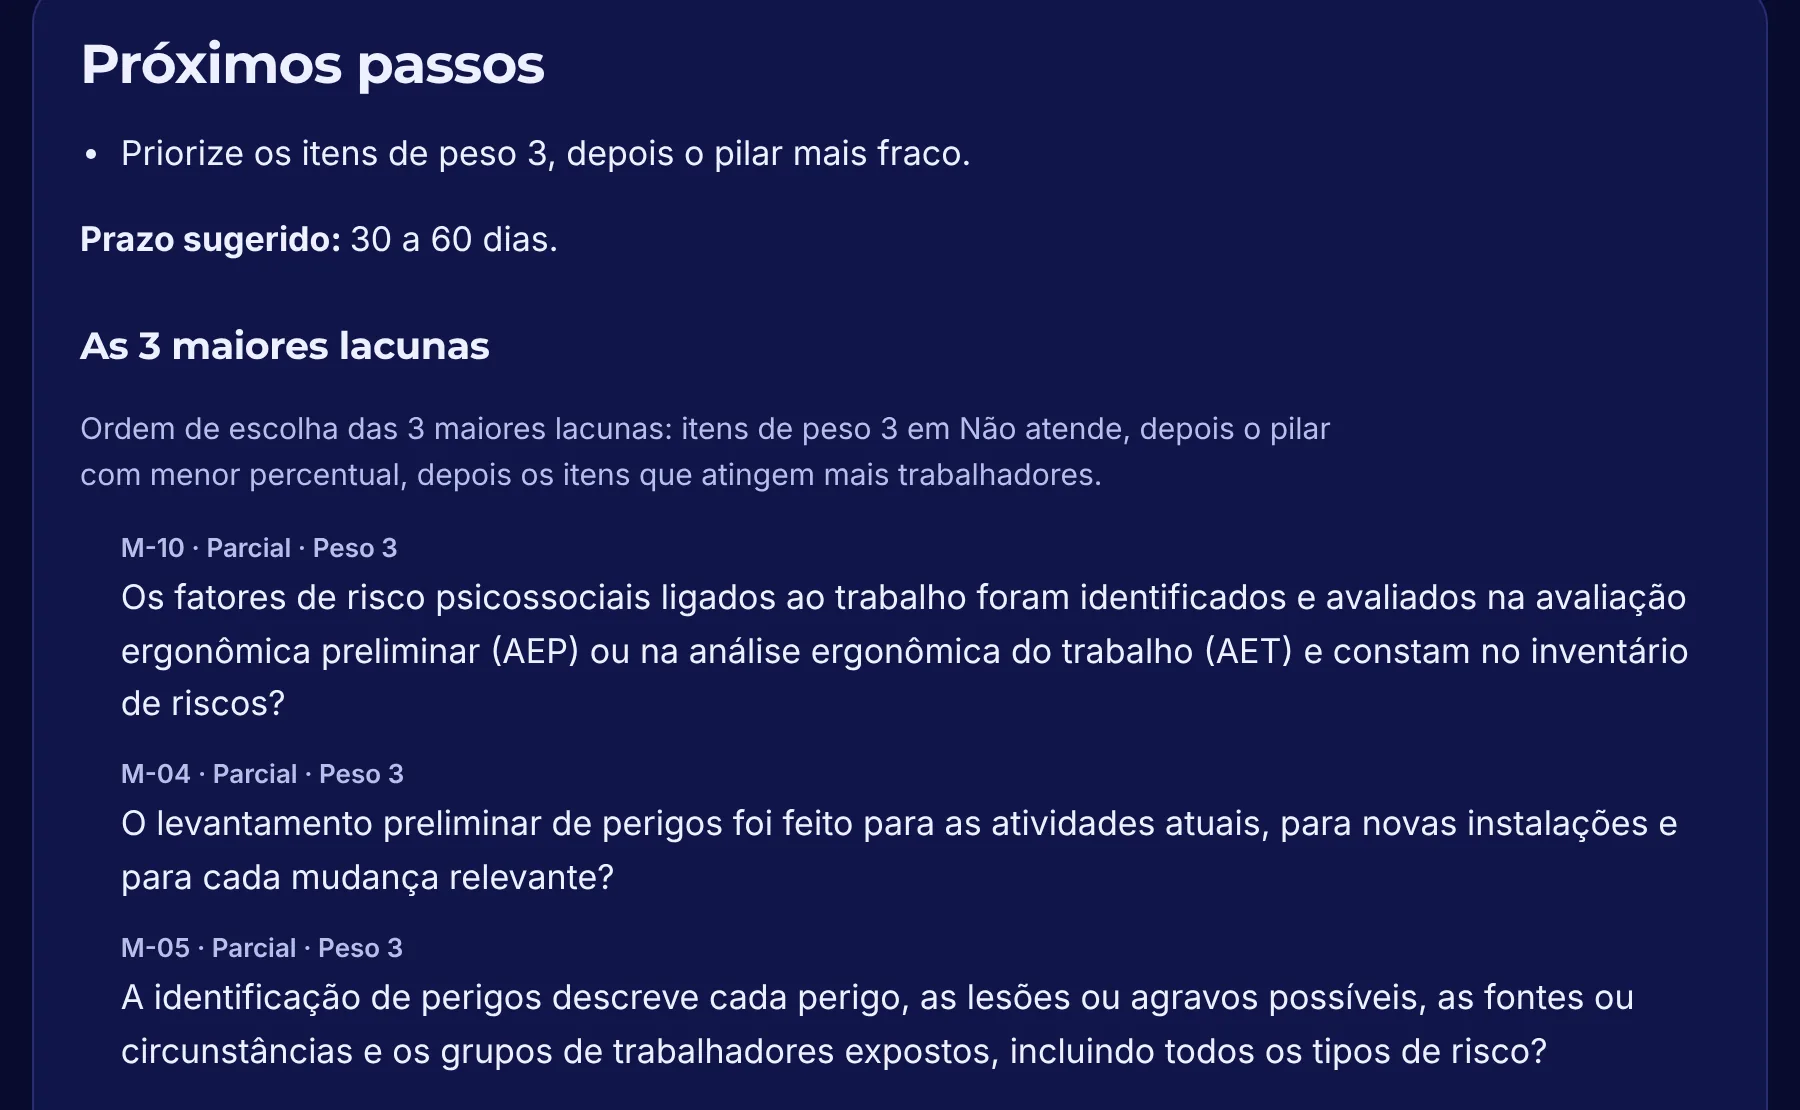 Próximos passos
• Priorize os itens de peso 3, depois o pilar mais fraco.
Prazo sugerido: 30 a 60 dias.
As 3 maiores lacunas
Ordem de escolha das 3 maiores lacunas: itens de peso 3 em Não atende, depois o pilar
com menor percentual, depois os itens que atingem mais trabalhadores.
M-10 · Parcial · Peso 3
Os fatores de risco psicossociais ligados ao trabalho foram identificados e avaliados na avaliação
ergonômica preliminar (AEP) ou na análise ergonômica do trabalho (AET) e constam no inventário
de riscos?
M-04 · Parcial · Peso 3
O levantamento preliminar de perigos foi feito para as atividades atuais, para novas instalações e
para cada mudança relevante?
M-05 · Parcial · Peso 3
A identificação de perigos descreve cada perigo, as lesões ou agravos possíveis, as fontes ou
circunstâncias e os grupos de trabalhadores expostos, incluindo todos os tipos de risco?